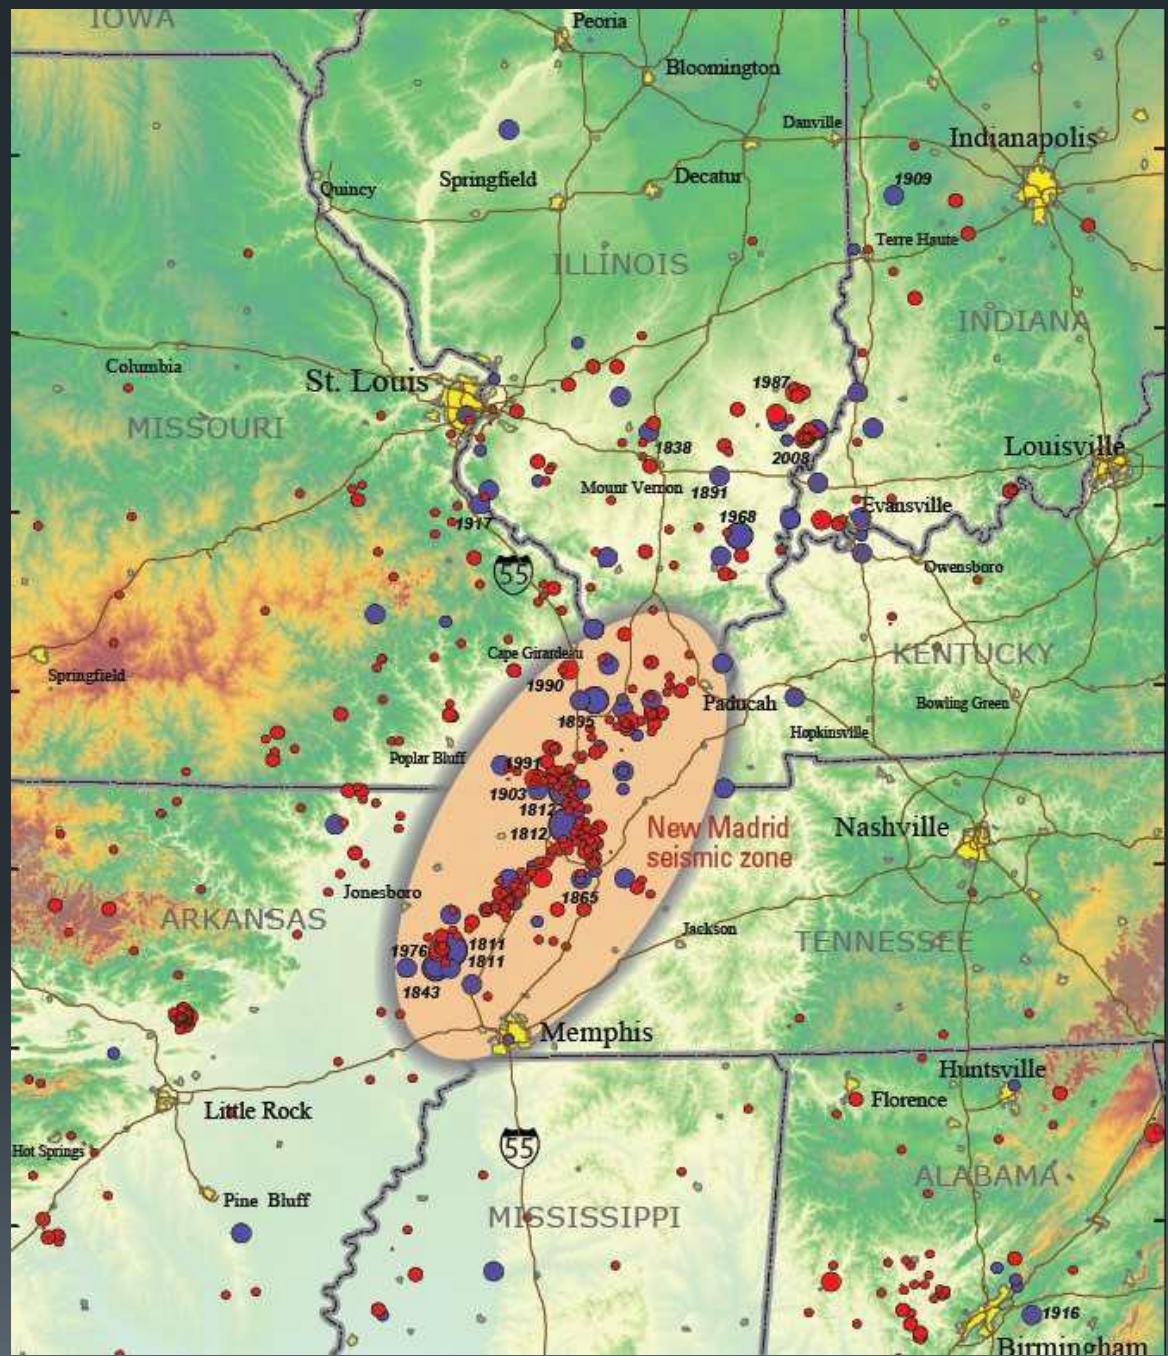 IOWA
Peoria
Bloomington
Danville
Indianapolis
Quincy
Springfield
Decatur
1909
Terre Haute
ILLINOIS
INDIANA
Columbia
St. Louis
1987
MISSOURI
1838
2008
Louisville
Mount Vernon
1891
1917
1968
Evansville
55
Owensboro
Cape Girardeau
KENTUCKY
Springfield
1990
Paducah
Bowling Green
1895
Hopkinsville
Poplar Bluff
1991
1903
1812
1812
New Madrid
seismic zone
Nashville
Jonesboro
1865
ARKANSAS
Jackson
TENNESSEE
1976
1811
1811
1843
Memphis
Huntsville
Little Rock
Florence
55
Hot Springs
ALABAMA
Pine Bluff
MISSISSIPPI
1916
Birmingham